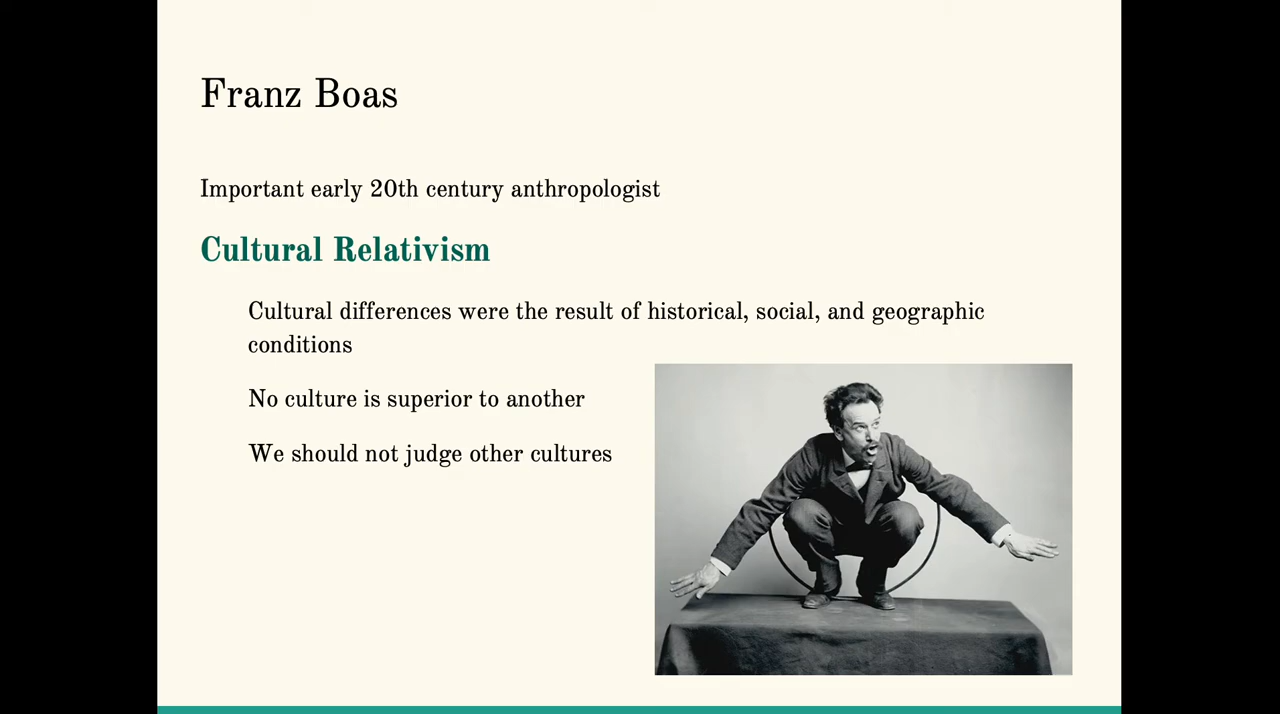 Franz Boas
Important early 20th century anthropologist
Cultural Relativism
Cultural differences were the result of historical, social, and geographic
conditions
No culture is superior to another
We should not judge other cultures